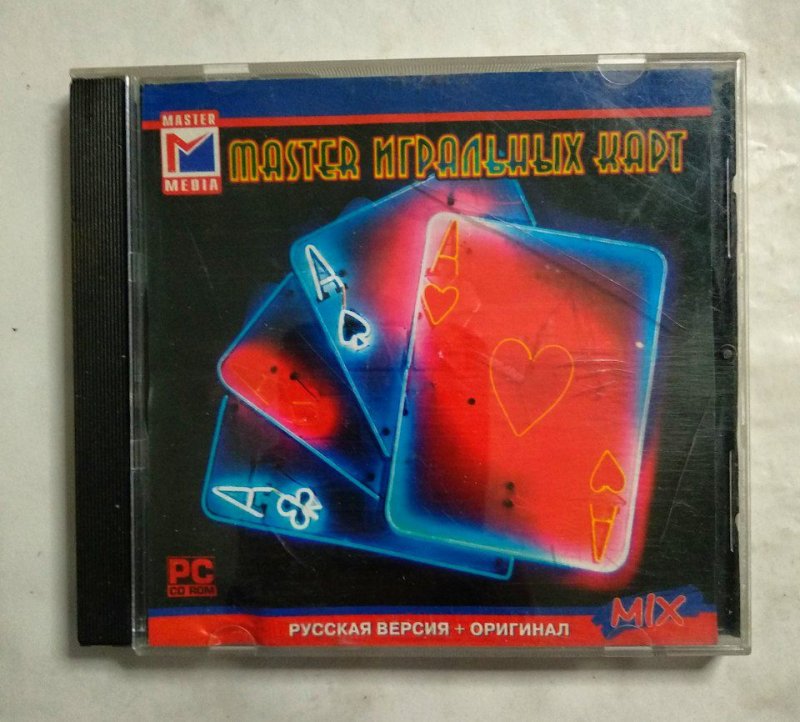 MASTER
MEDIA
MASTER ИГРАЛЬНЫХ КАРТ
A
A
A
A
PC
CD ROM
MIX
РУССКАЯ ВЕРСИЯ + ОРИГИНАЛ